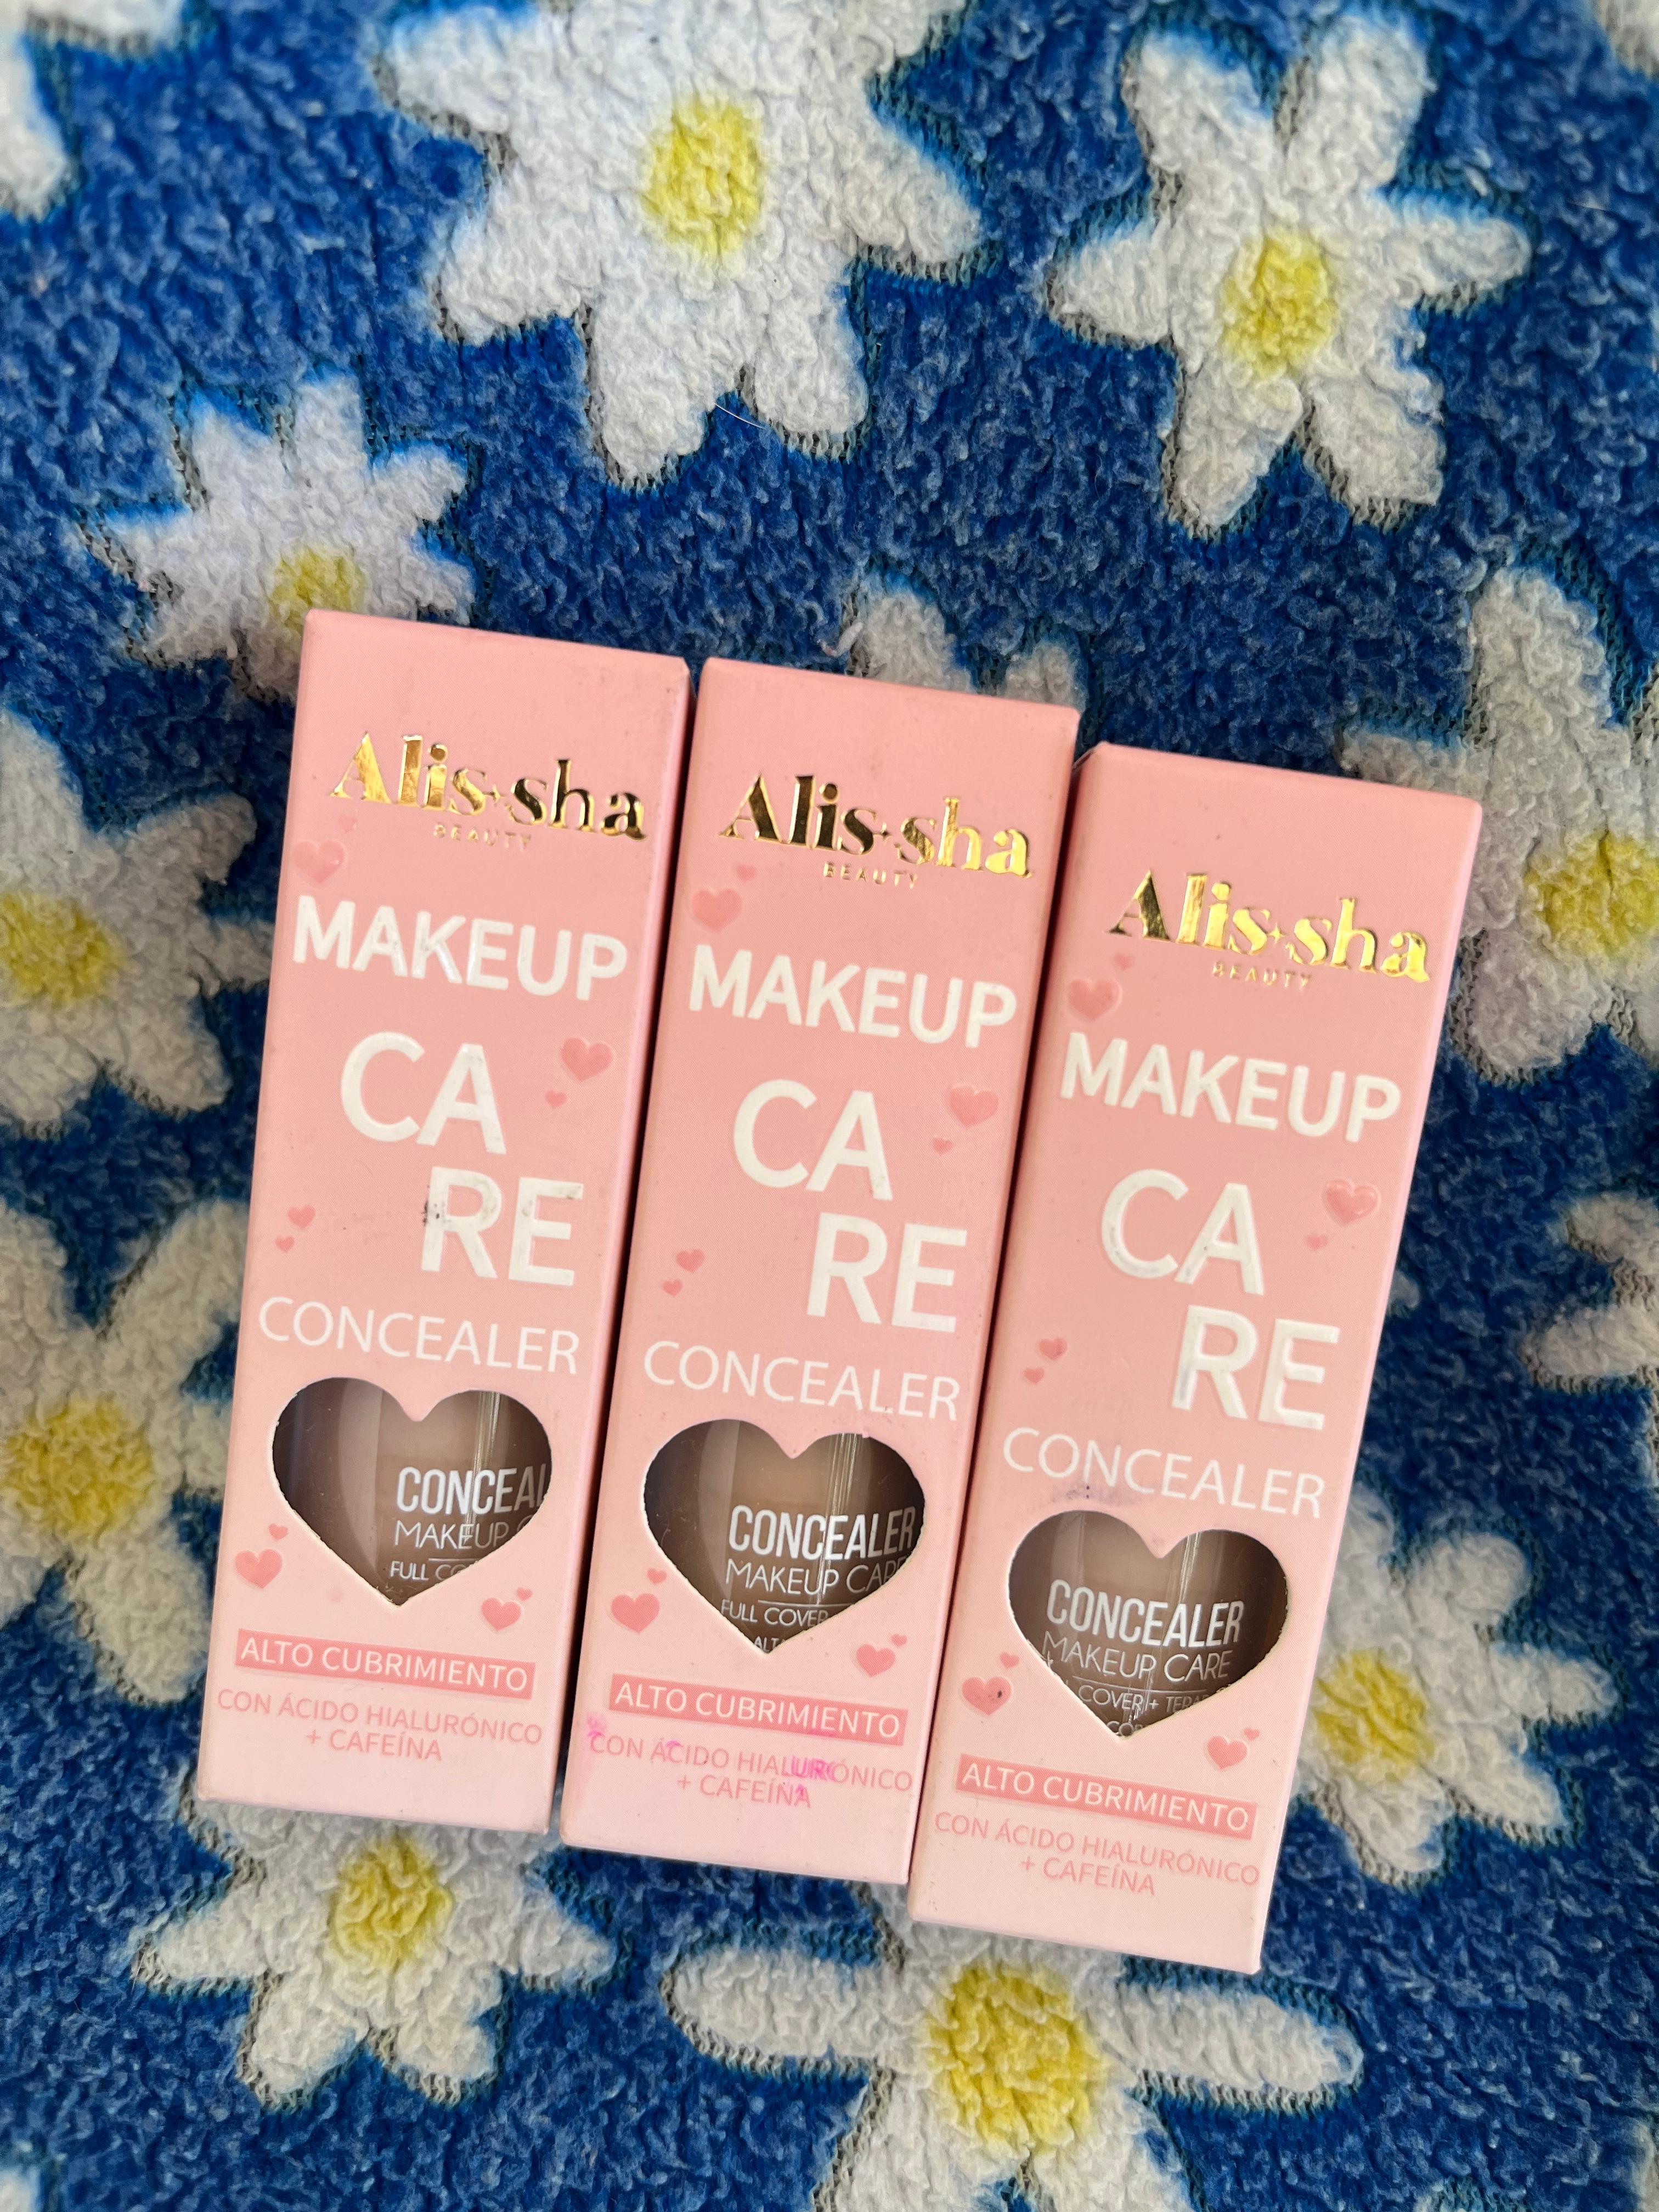 Alis·sha
BEAUTY
MAKEUP
CA
RE
CONCEALER
CONCEAL
MAKEUP
FULL
ALTO CUBRIMIENTO
CON ÁCIDO HIALURÓNICO
+ CAFEÍNA
Alis·sha
BEAUTY
MAKEUP
CA
RE
CONCEALER
CONCEALER
MAKEUP CARE
FULL COVER
ALTO CUBRIMIENTO
CON ÁCIDO HIALURÓNICO
+ CAFEÍNA
Alis·sha
BEAUTY
MAKEUP
CA
RE
CONCEALER
CONCEALER
MAKEUP CARE
COVER +
ALTO CUBRIMIENTO
CON ÁCIDO HIALURÓNICO
+ CAFEÍNA